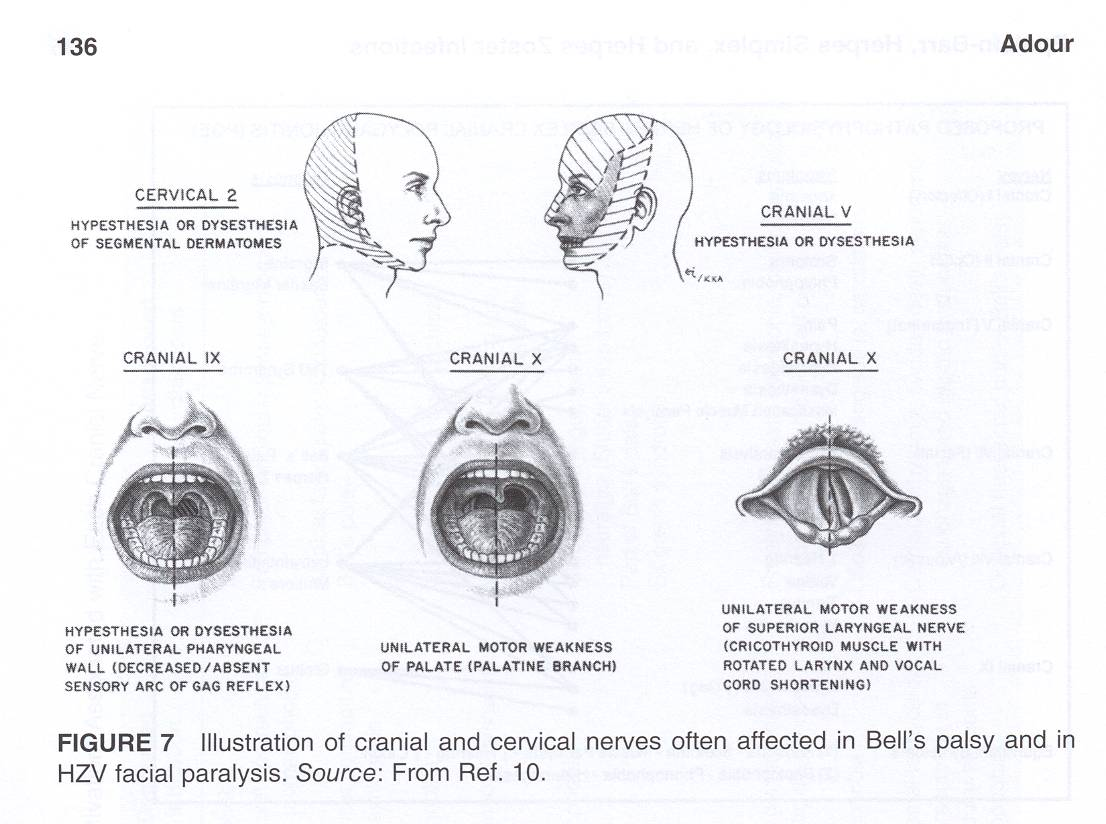 136
Adour
CERVICAL 2
HYPESTHESIA OR DYSESTHESIA
OF SEGMENTAL DERMATOMES
CRANIAL V
HYPESTHESIA OR DYSESTHESIA
CRANIAL IX
CRANIAL X
CRANIAL X
HYPESTHESIA OR DYSESTHESIA
OF UNILATERAL PHARYNGEAL
WALL (DECREASED/ABSENT
SENSORY ARC OF GAG REFLEX)
UNILATERAL MOTOR WEAKNESS
OF PALATE (PALATINE BRANCH)
UNILATERAL MOTOR WEAKNESS
OF SUPERIOR LARYNGEAL NERVE
(CRICOTHYROID MUSCLE WITH
ROTATED LARYNX AND VOCAL
CORD SHORTENING)
FIGURE 7 Illustration of cranial and cervical nerves often affected in Bell's palsy and in
HZV facial paralysis. Source: From Ref. 10.